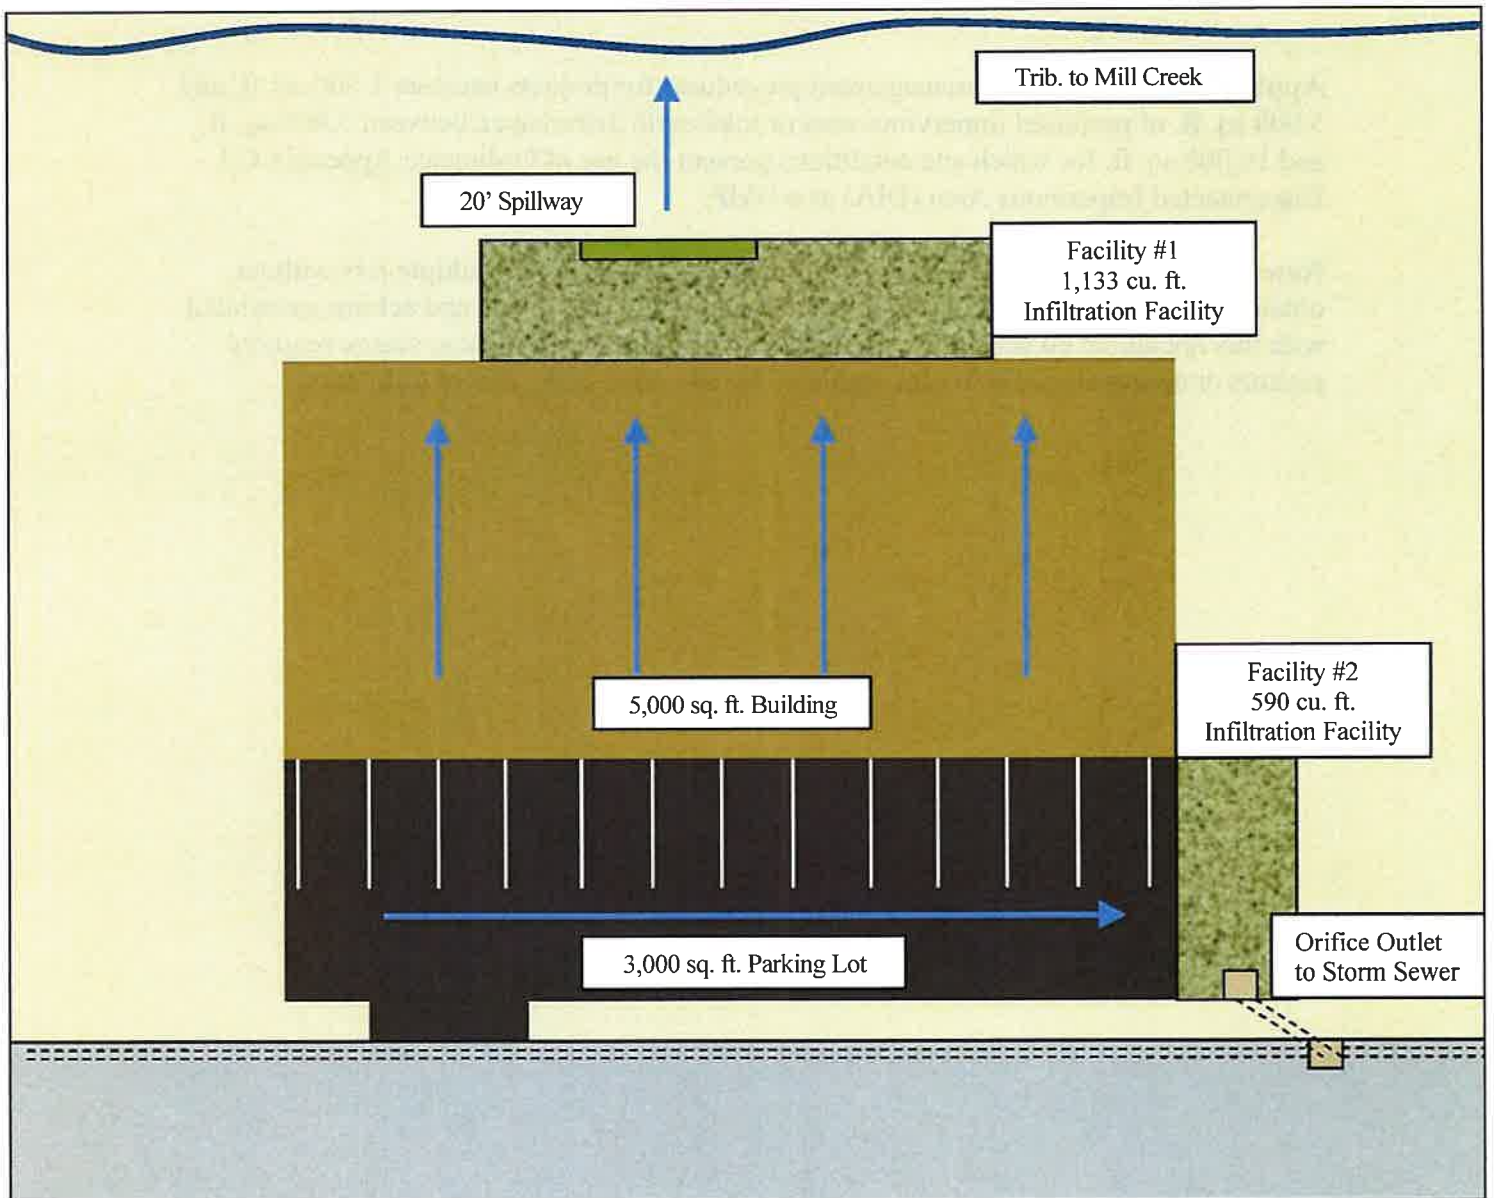 Trib. to Mill Creek
20' Spillway
Facility #1
1,133 cu. ft.
Infiltration Facility
5,000 sq. ft. Building
Facility #2
590 cu. ft.
Infiltration Facility
3,000 sq. ft. Parking Lot
Orifice Outlet
to Storm Sewer